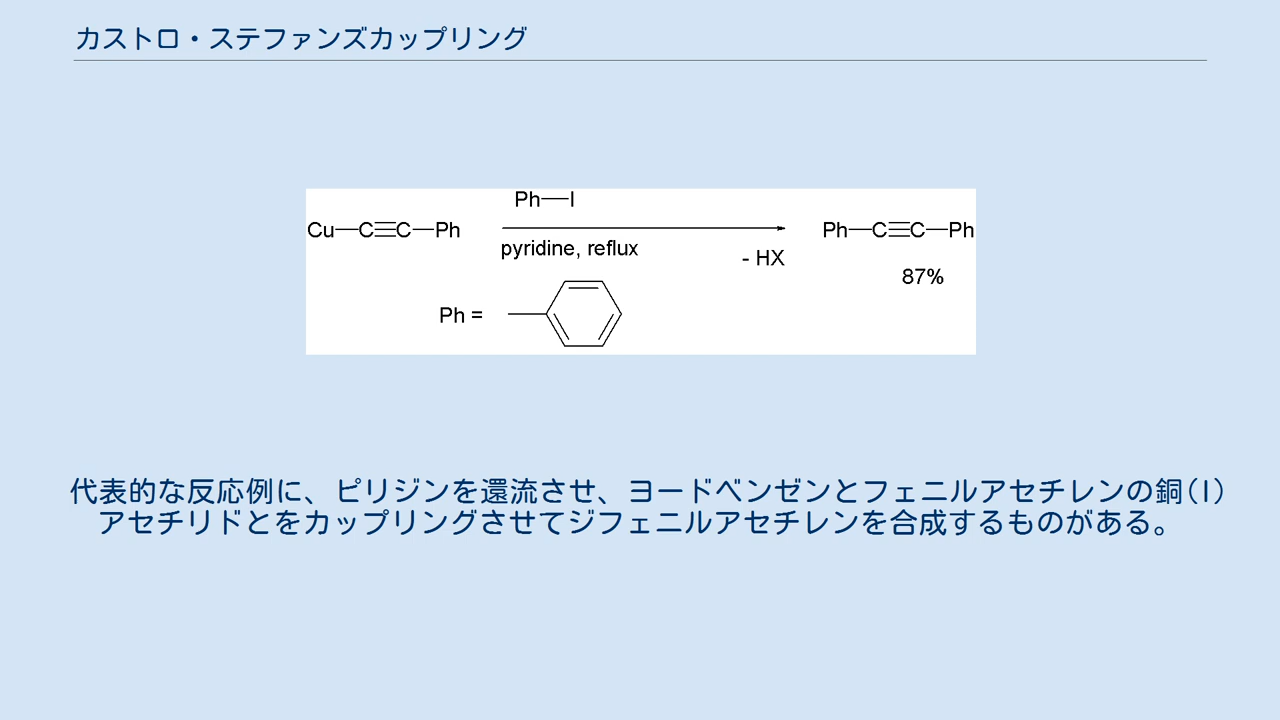 カストロ・ステファンズカップリング
Ph—I
Cu—C≡C—Ph
Ph—C≡C—Ph
pyridine, reflux
- HX
87%
Ph =
代表的な反応例に、ピリジンを還流させ、ヨードベンゼンとフェニルアセチレンの銅(I)
アセチリドとをカップリングさせてジフェニルアセチレンを合成するものがある。